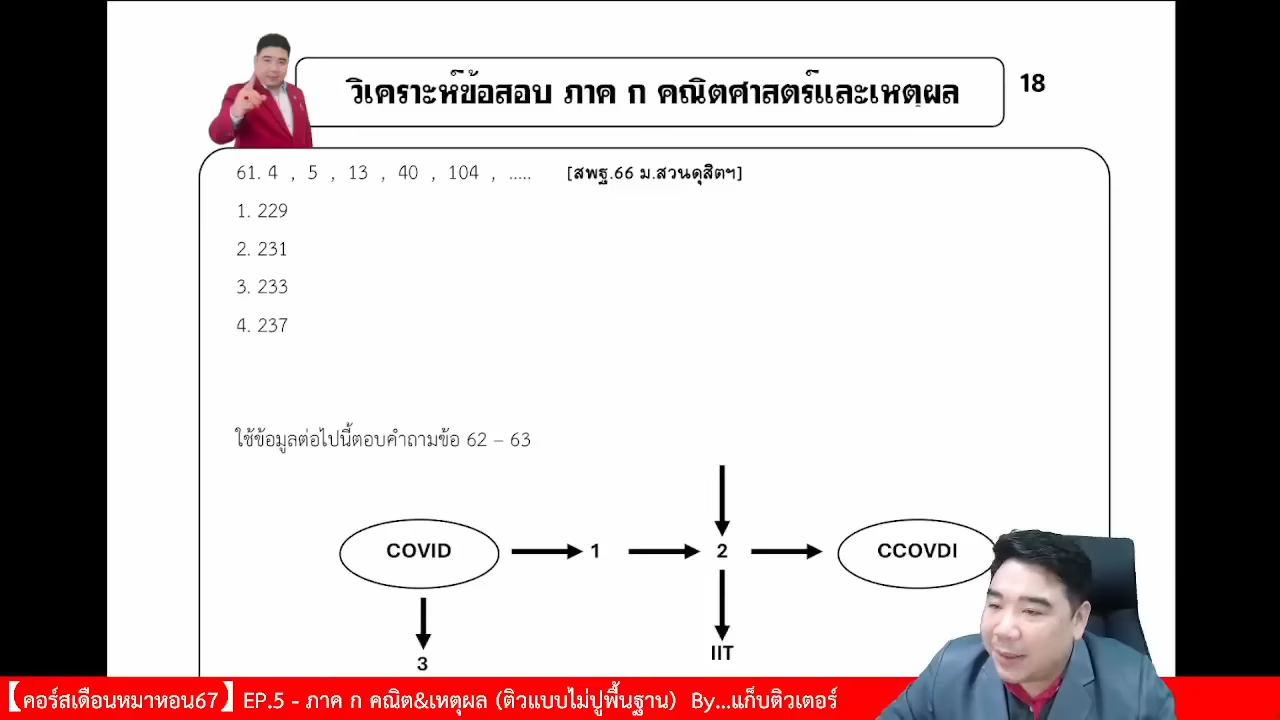 วิเคราะห์ข้อสอบ ภาค ก คณิตศาสตร์และเหตุผล
18
61. 4 , 5 , 13 , 40 , 104 , ..... [สพฐ.66 ม.สวนดุสิตฯ]
1. 229
2. 231
3. 233
4. 237
ใช้ข้อมูลต่อไปนี้ตอบคำถามข้อ 62 – 63
COVID 1 2 CCOVDI
3 IIT
【คอร์สเดือนหมาหอน67】 EP.5 - ภาค ก คณิต&เหตุผล (ติวแบบไม่ปูพื้นฐาน) By...แก็บติวเตอร์